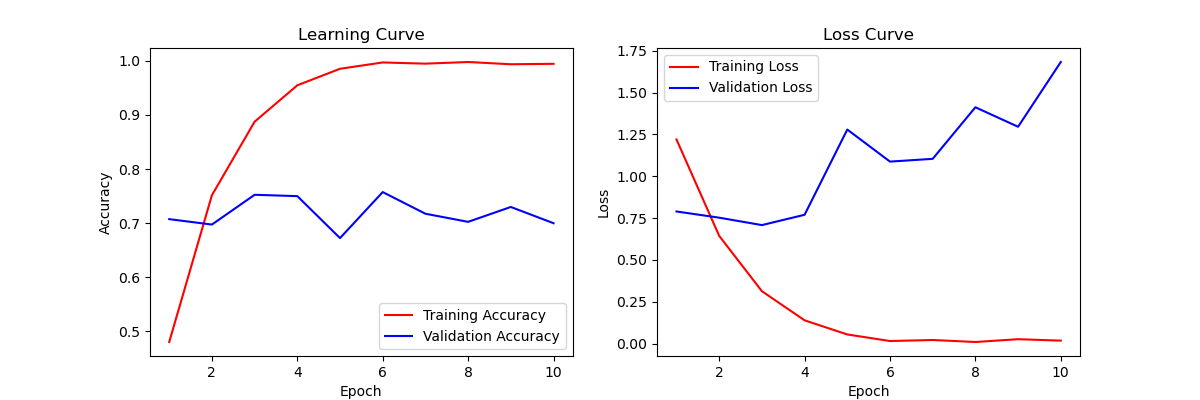 Learning Curve
1.0
0.9
0.8
0.7
0.6
0.5
Accuracy
Training Accuracy
Validation Accuracy
2 4 6 8 10
Epoch
Loss Curve
1.75
1.50
1.25
1.00
0.75
0.50
0.25
0.00
Loss
Training Loss
Validation Loss
2 4 6 8 10
Epoch